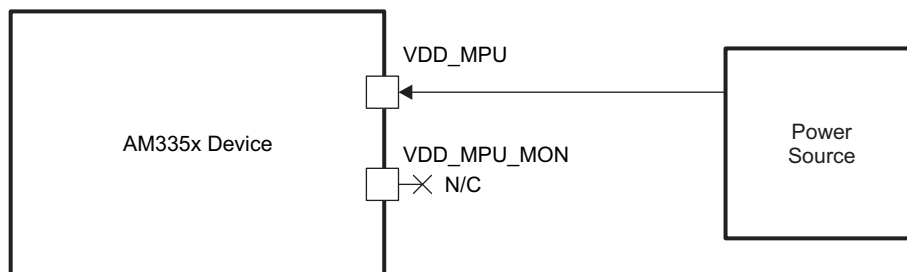 VDD_MPU
AM335x Device
Power
Source
VDD_MPU_MON
N/C